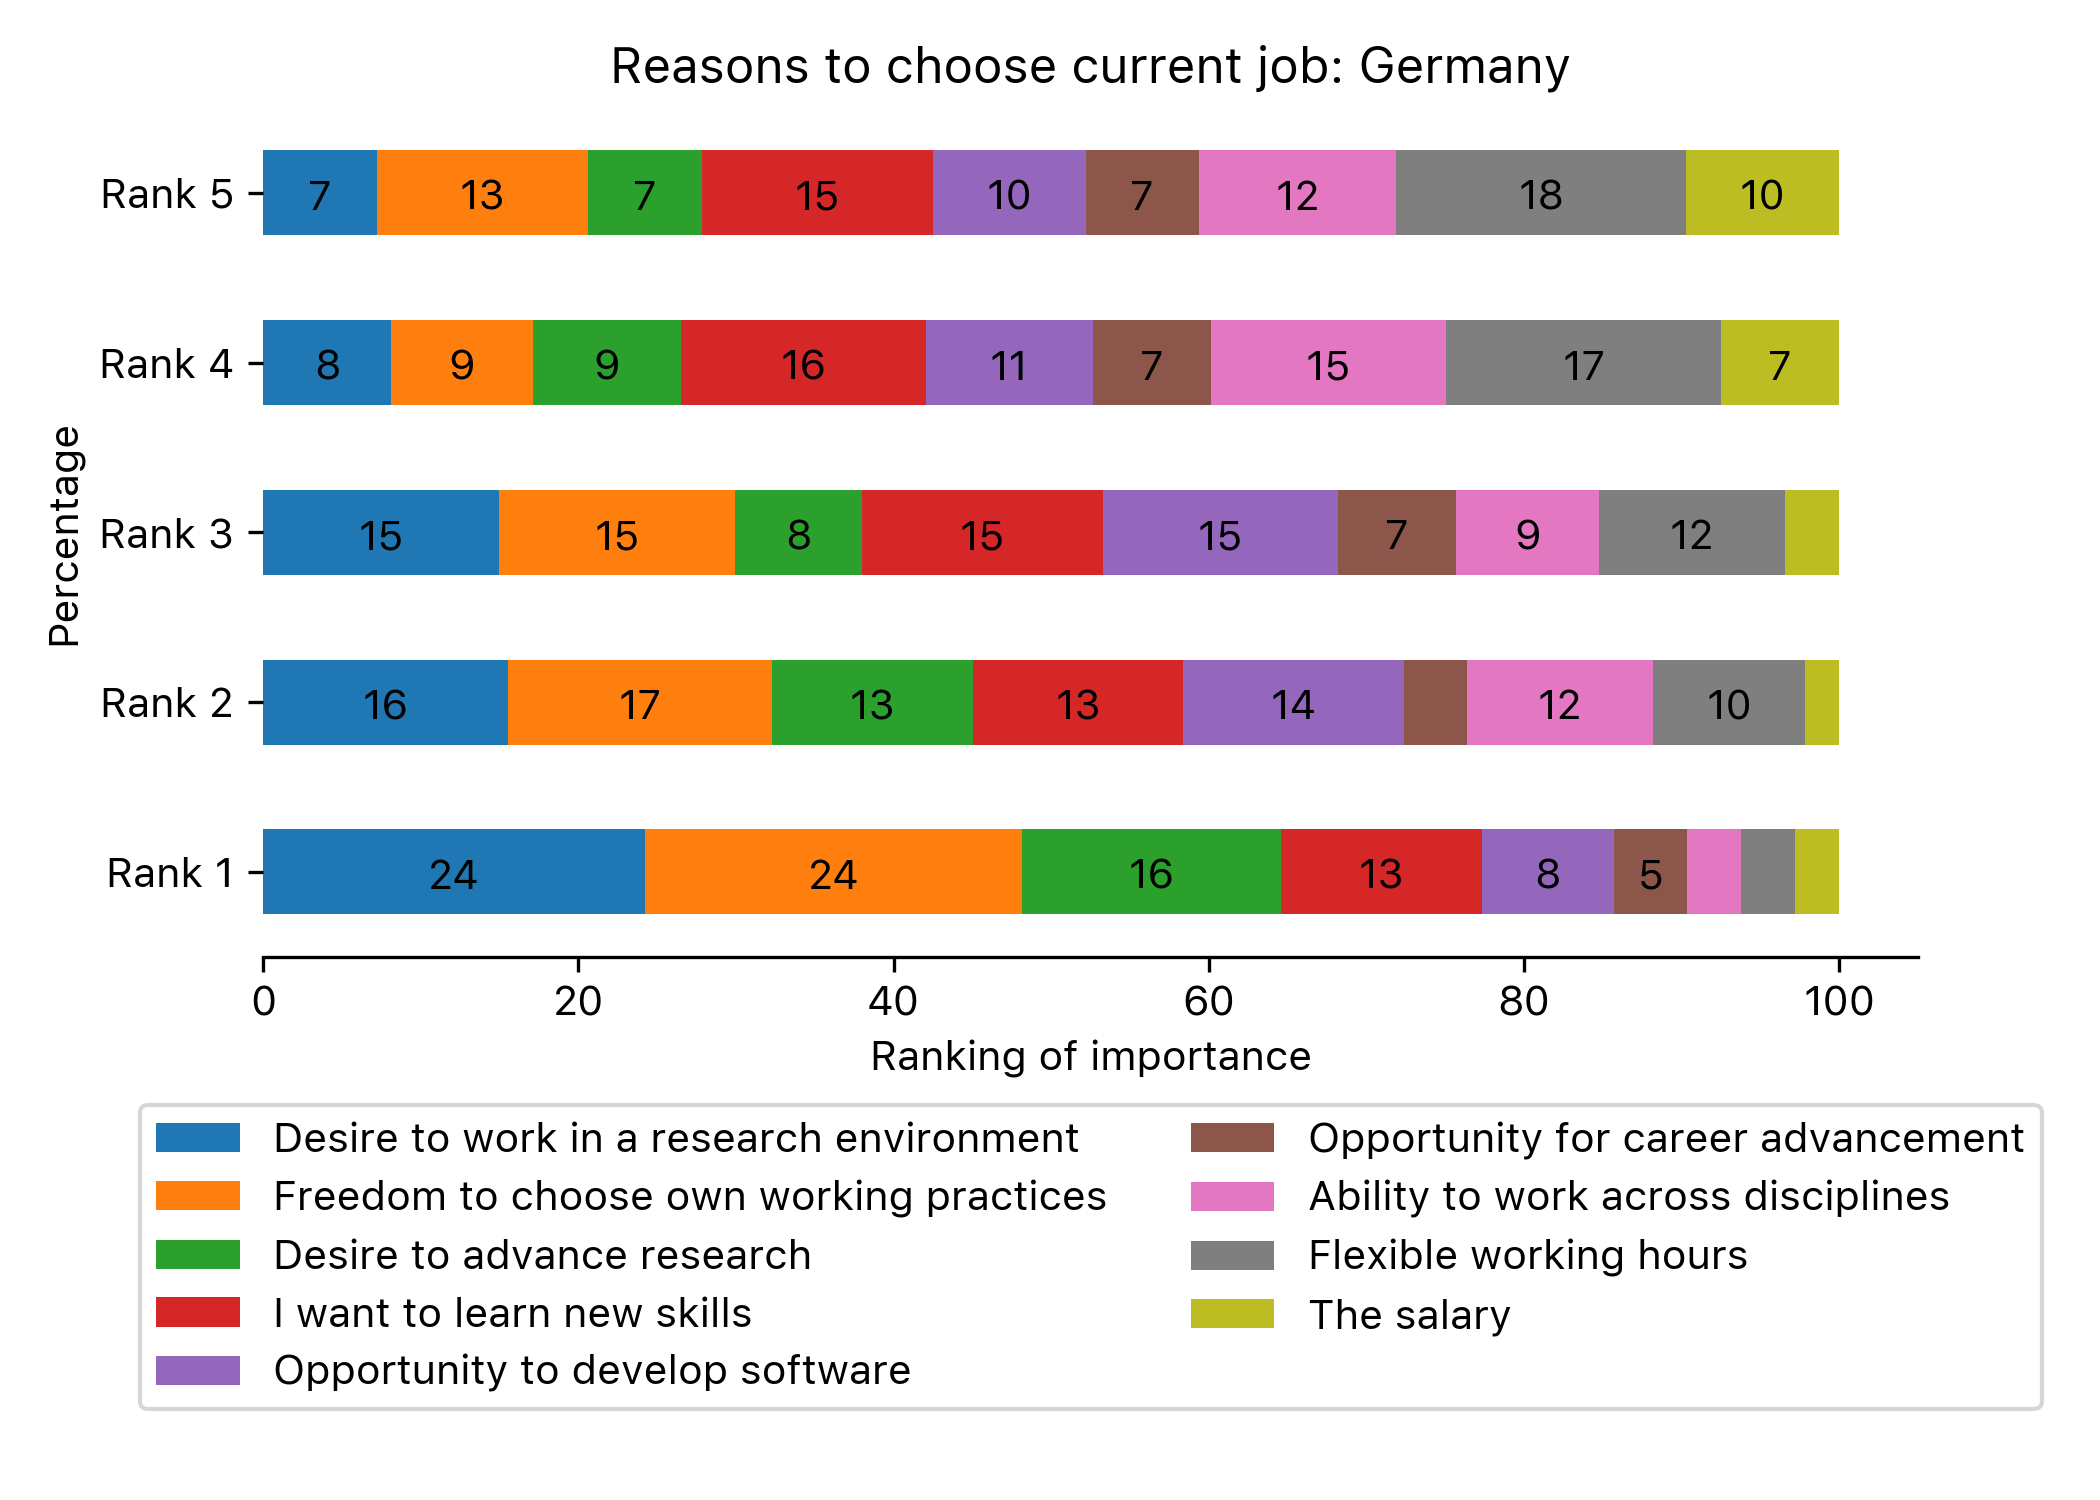 Reasons to choose current job: Germany
Rank 5 7 13 7 15 10 7 12 18 10
Rank 4 8 9 9 16 11 7 15 17 7
Rank 3 15 15 8 15 15 7 9 12
Rank 2 16 17 13 13 14 12 10
Rank 1 24 24 16 13 8 5
Percentage
0 20 40 60 80 100
Ranking of importance
Desire to work in a research environment
Freedom to choose own working practices
Desire to advance research
I want to learn new skills
Opportunity to develop software
Opportunity for career advancement
Ability to work across disciplines
Flexible working hours
The salary